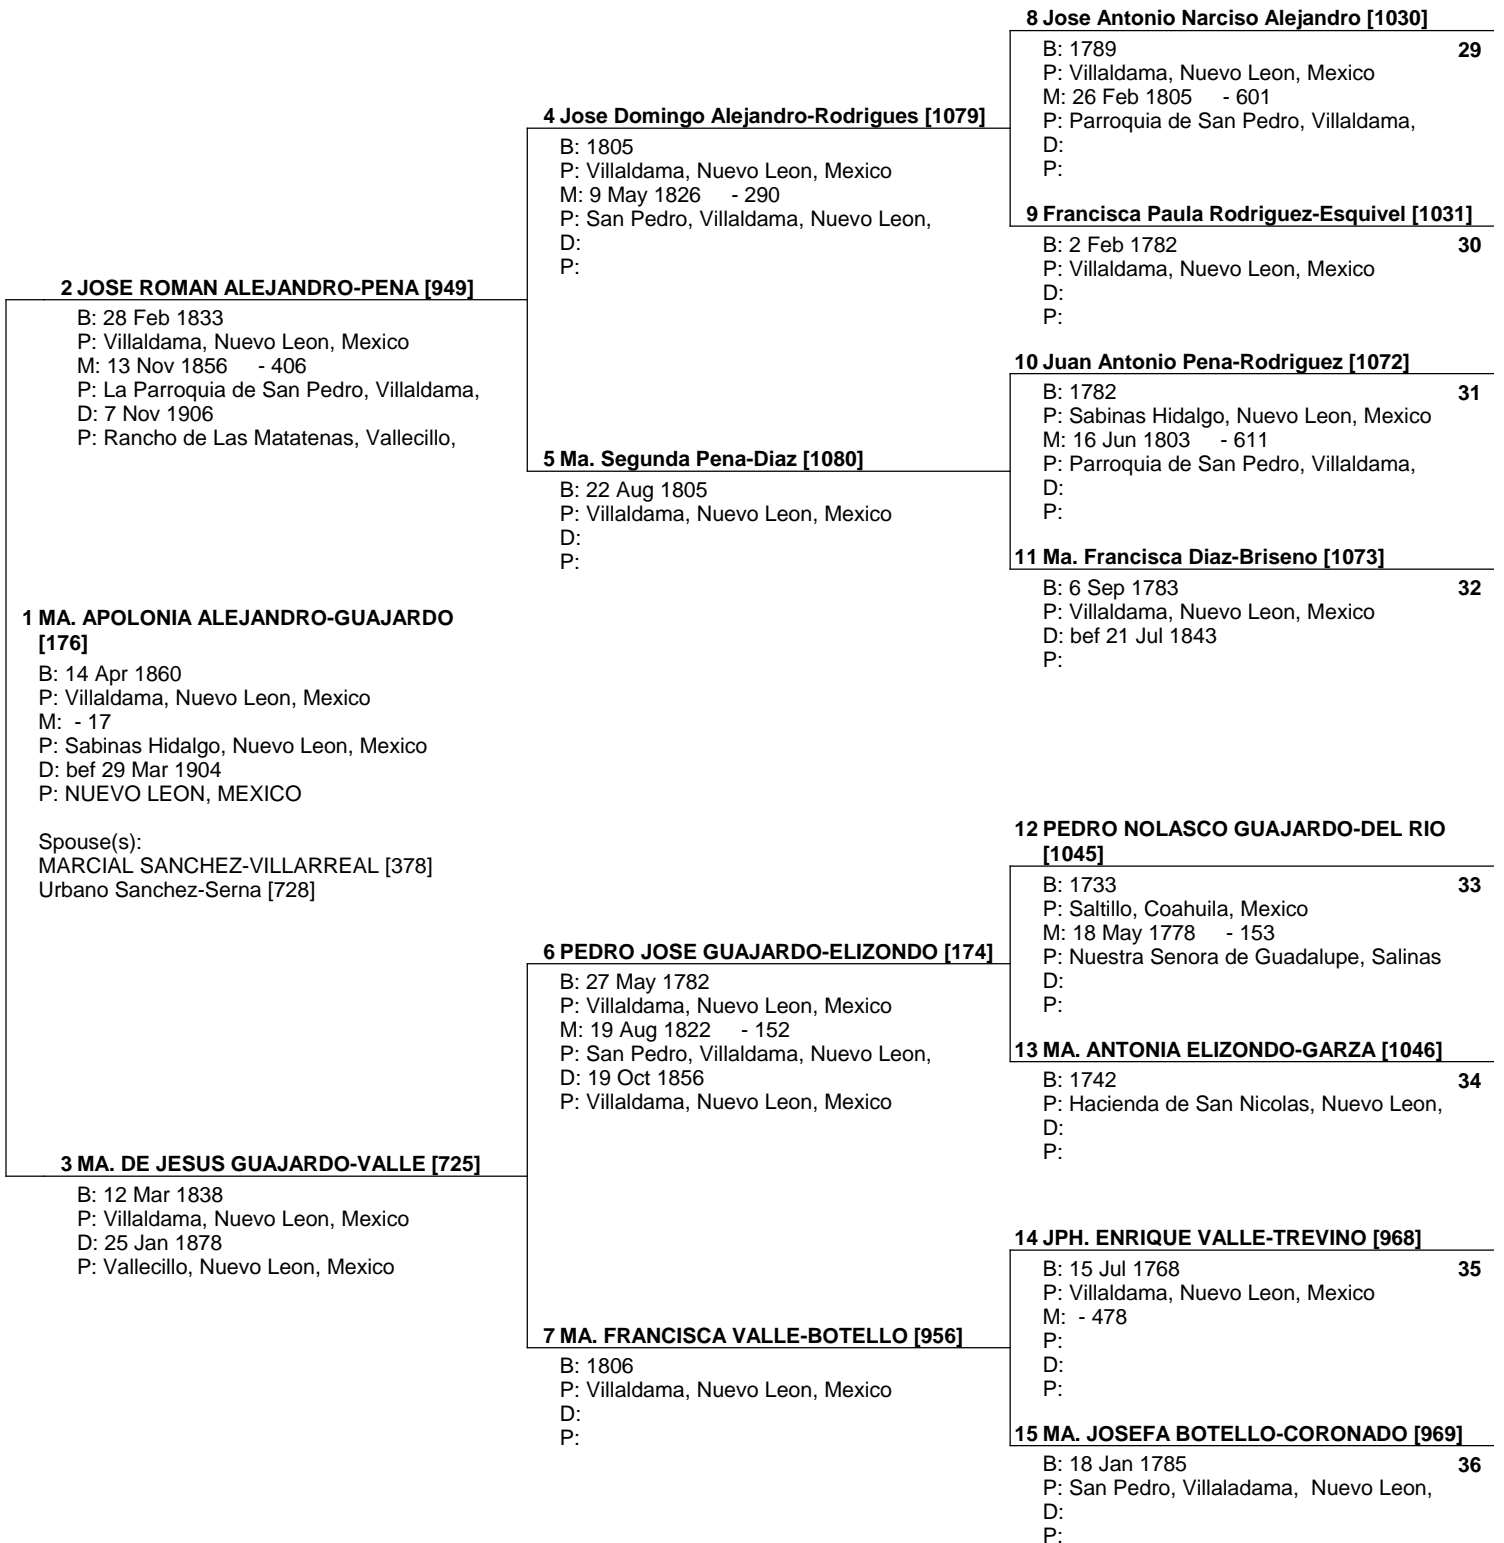 8 Jose Antonio Narciso Alejandro [1030]
B: 1789 29
P: Villaldama, Nuevo Leon, Mexico
M: 26 Feb 1805 - 601
P: Parroquia de San Pedro, Villaldama,
D:
P:
4 Jose Domingo Alejandro-Rodrigues [1079]
B: 1805
P: Villaldama, Nuevo Leon, Mexico
M: 9 May 1826 - 290
P: San Pedro, Villaldama, Nuevo Leon,
D:
P:
9 Francisca Paula Rodriguez-Esquivel [1031]
B: 2 Feb 1782 30
P: Villaldama, Nuevo Leon, Mexico
D:
P:
2 JOSE ROMAN ALEJANDRO-PENA [949]
B: 28 Feb 1833
P: Villaldama, Nuevo Leon, Mexico
M: 13 Nov 1856 - 406
P: La Parroquia de San Pedro, Villaldama,
D: 7 Nov 1906
P: Rancho de Las Matatenas, Vallecillo,
10 Juan Antonio Pena-Rodriguez [1072]
B: 1782 31
P: Sabinas Hidalgo, Nuevo Leon, Mexico
M: 16 Jun 1803 - 611
P: Parroquia de San Pedro, Villaldama,
D:
P:
5 Ma. Segunda Pena-Diaz [1080]
B: 22 Aug 1805
P: Villaldama, Nuevo Leon, Mexico
D:
P:
11 Ma. Francisca Diaz-Briseno [1073]
B: 6 Sep 1783 32
P: Villaldama, Nuevo Leon, Mexico
D: bef 21 Jul 1843
P:
1 MA. APOLONIA ALEJANDRO-GUAJARDO
[176]
B: 14 Apr 1860
P: Villaldama, Nuevo Leon, Mexico
M: - 17
P: Sabinas Hidalgo, Nuevo Leon, Mexico
D: bef 29 Mar 1904
P: NUEVO LEON, MEXICO
Spouse(s):
MARCIAL SANCHEZ-VILLARREAL [378]
Urbano Sanchez-Serna [728]
12 PEDRO NOLASCO GUAJARDO-DEL RIO
[1045]
B: 1733 33
P: Saltillo, Coahuila, Mexico
M: 18 May 1778 - 153
P: Nuestra Senora de Guadalupe, Salinas
D:
P:
6 PEDRO JOSE GUAJARDO-ELIZONDO [174]
B: 27 May 1782
P: Villaldama, Nuevo Leon, Mexico
M: 19 Aug 1822 - 152
P: San Pedro, Villaldama, Nuevo Leon,
D: 19 Oct 1856
P: Villaldama, Nuevo Leon, Mexico
13 MA. ANTONIA ELIZONDO-GARZA [1046]
B: 1742 34
P: Hacienda de San Nicolas, Nuevo Leon,
D:
P:
3 MA. DE JESUS GUAJARDO-VALLE [725]
B: 12 Mar 1838
P: Villaldama, Nuevo Leon, Mexico
D: 25 Jan 1878
P: Vallecillo, Nuevo Leon, Mexico
14 JPH. ENRIQUE VALLE-TREVINO [968]
B: 15 Jul 1768 35
P: Villaldama, Nuevo Leon, Mexico
M: - 478
P:
D:
P:
7 MA. FRANCISCA VALLE-BOTELLO [956]
B: 1806
P: Villaldama, Nuevo Leon, Mexico
D:
P:
15 MA. JOSEFA BOTELLO-CORONADO [969]
B: 18 Jan 1785 36
P: San Pedro, Villaladama, Nuevo Leon,
D:
P: